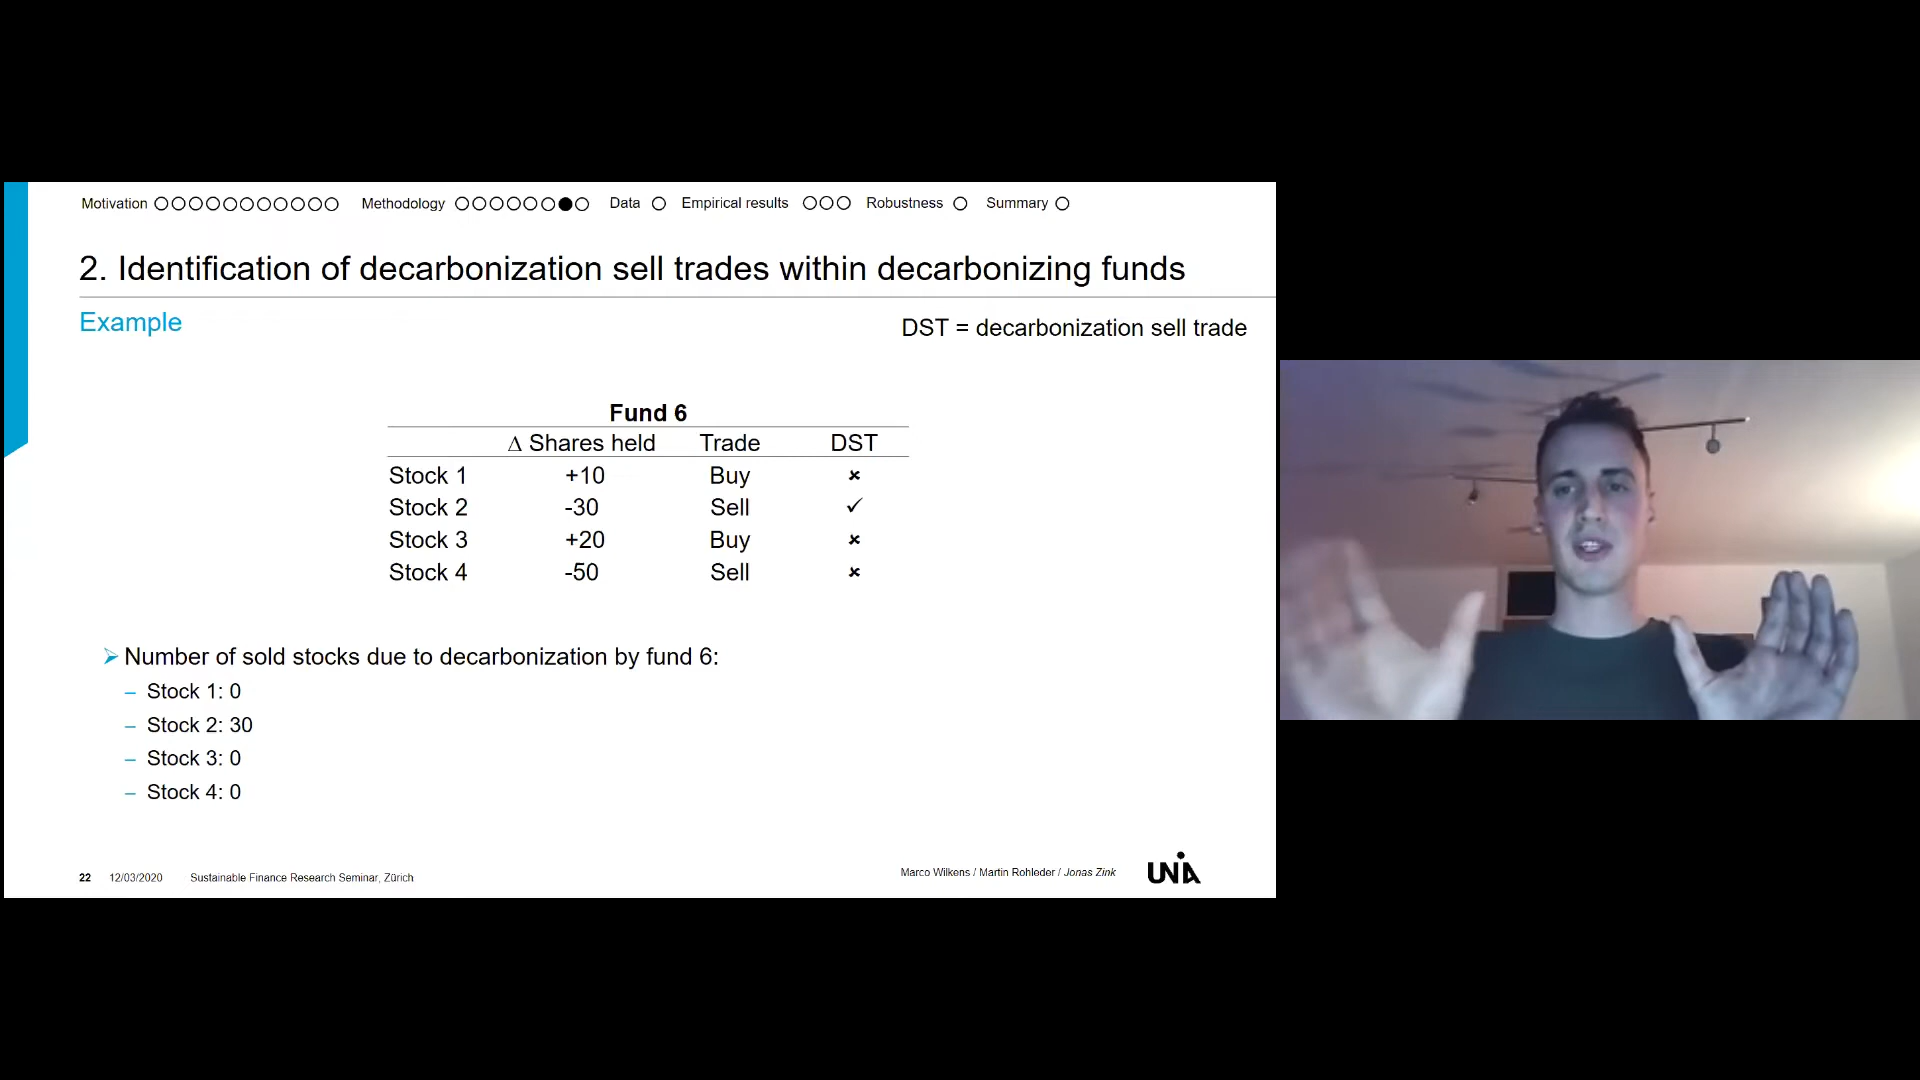 Motivation Methodology Data Empirical results Robustness Summary
2. Identification of decarbonization sell trades within decarbonizing funds
Example
DST = decarbonization sell trade
Fund 6
Δ Shares held Trade DST
Stock 1 +10 Buy ×
Stock 2 -30 Sell ✓
Stock 3 +20 Buy ×
Stock 4 -50 Sell ×
➢ Number of sold stocks due to decarbonization by fund 6:
– Stock 1: 0
– Stock 2: 30
– Stock 3: 0
– Stock 4: 0
22 12/03/2020 Sustainable Finance Research Seminar, Zürich
Marco Wilkens / Martin Rohleder / Jonas Zink
UNIA